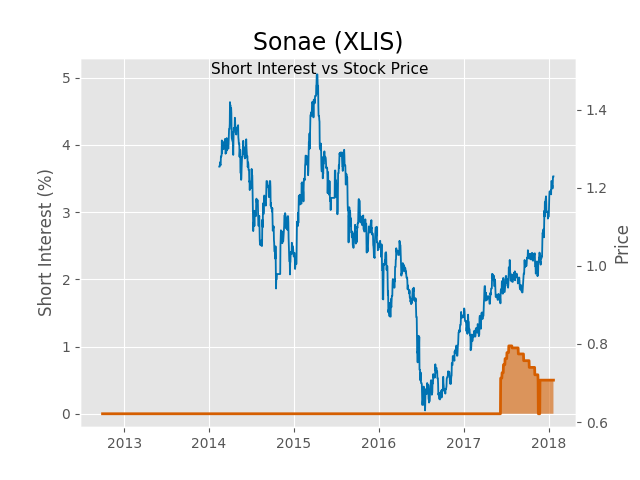 Sonae (XLIS)
Short Interest vs Stock Price
Short Interest (%)
5
4
3
2
1
0
1.4
1.2
1.0
0.8
0.6
Price
2013 2014 2015 2016 2017 2018